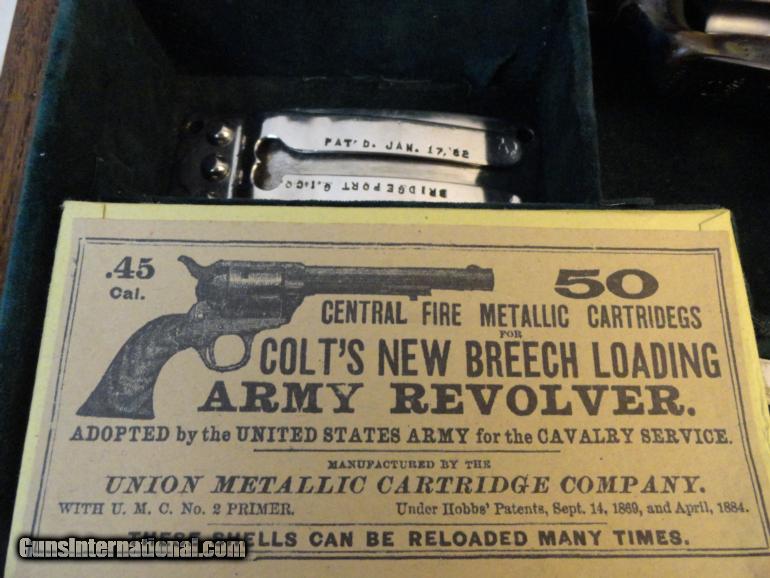 PAT'D. JAN. 17, '82
BRIDGEPORT G.I.CO.
.45
Cal.
50
CENTRAL FIRE METALLIC CARTRIDEGS
FOR
COLT'S NEW BREECH LOADING
ARMY REVOLVER.
ADOPTED by the UNITED STATES ARMY for the CAVALRY SERVICE.
MANUFACTURED BY THE
UNION METALLIC CARTRIDGE COMPANY.
WITH U. M. C. No. 2 PRIMER. Under Hobbs' Patents, Sept. 14, 1869, and April, 1884.
THESE SHELLS CAN BE RELOADED MANY TIMES.
GunsInternational.com